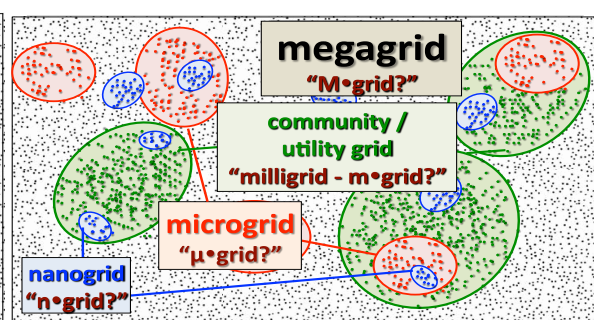 megagrid
“M•grid?”
community /
utility grid
“milligrid - m•grid?”
microgrid
“µ•grid?”
nanogrid
“n•grid?”